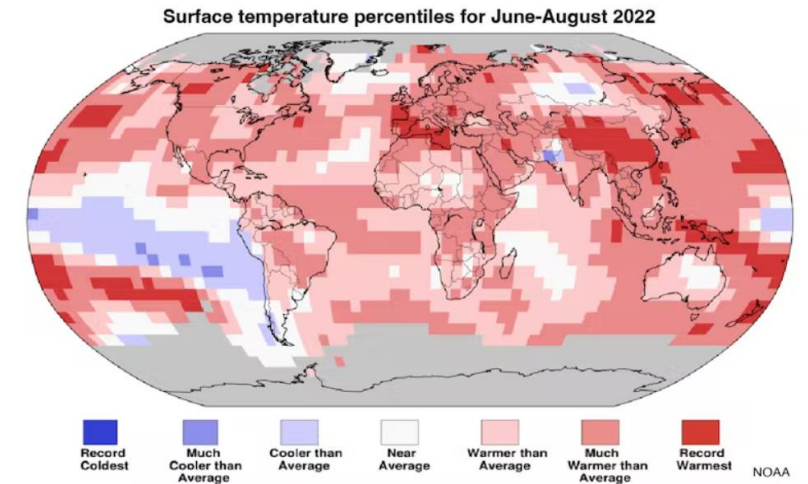 Surface temperature percentiles for June-August 2022
Record
Coldest
Much
Cooler than
Average
Cooler than
Average
Near
Average
Warmer than
Average
Much
Warmer than
Average
Record
Warmest
NOAA